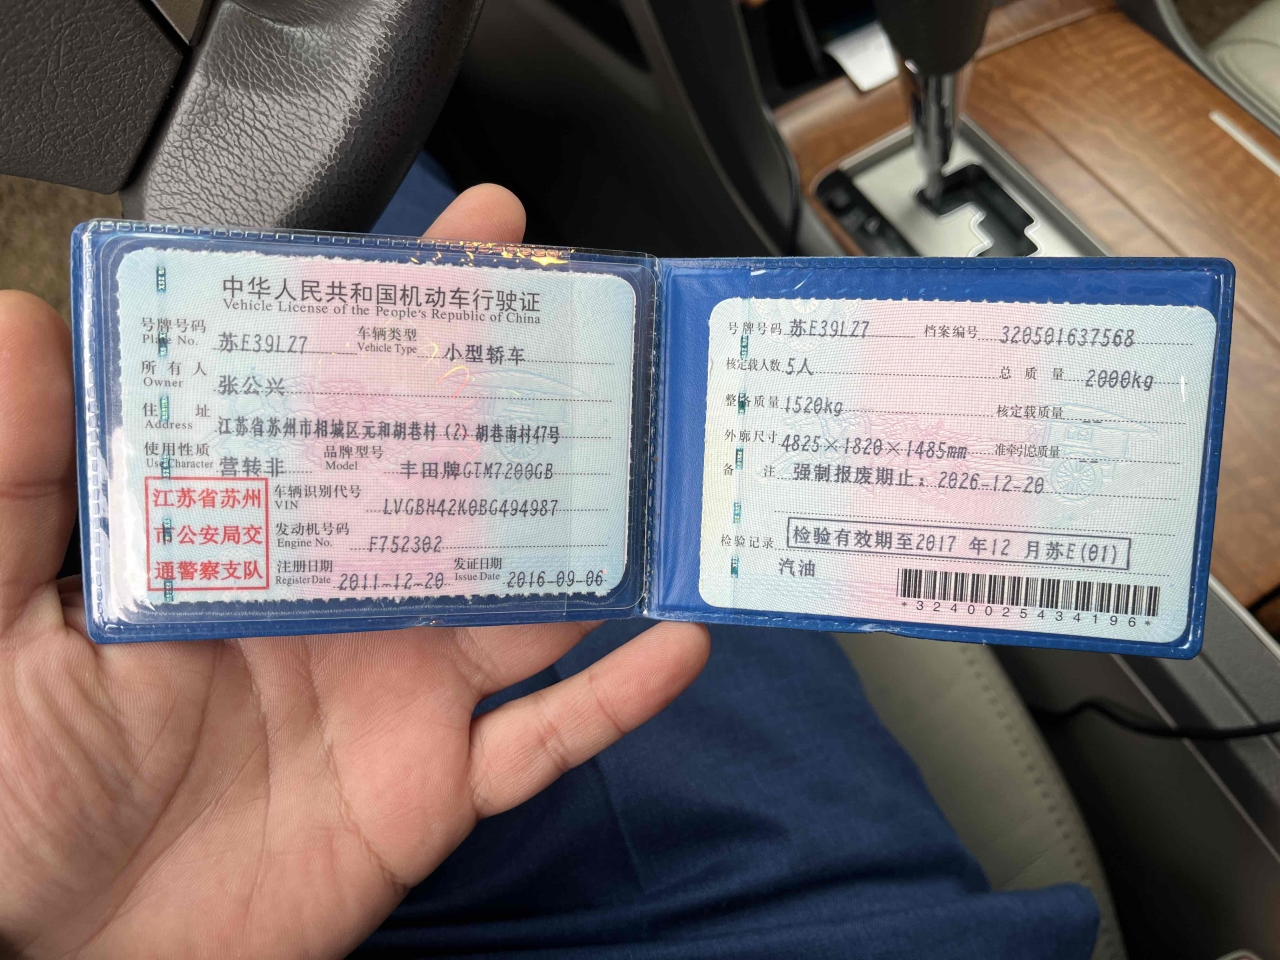 中华人民共和国机动车行驶证
Vehicle License of the People's Republic of China
号牌号码 苏E39LZ7 车辆类型 小型轿车
Plate No. Vehicle Type
所有人 张公兴
Owner
住址 江苏省苏州市相城区元和胡巷村(2)胡巷南村47号
Address
使用性质 营转非 品牌型号 丰田牌GTM7200GB
Use Character Model
江苏省苏州
市公安局交
通警察支队
车辆识别代号 LVGBH42K0BG494987
VIN
发动机号码 F752302
Engine No.
注册日期 2011-12-20 发证日期 2016-09-06
Register Date Issue Date
号牌号码 苏E39LZ7 档案编号 320501637568
核定载人数 5人 总质量 2000kg
整备质量 1520kg 核定载质量 --
外廓尺寸 4825×1820×1485mm 准牵引总质量 --
备注 强制报废期止:2026-12-20
检验记录 检验有效期至2017 年12 月苏E(01)
汽油
*3240025434196*